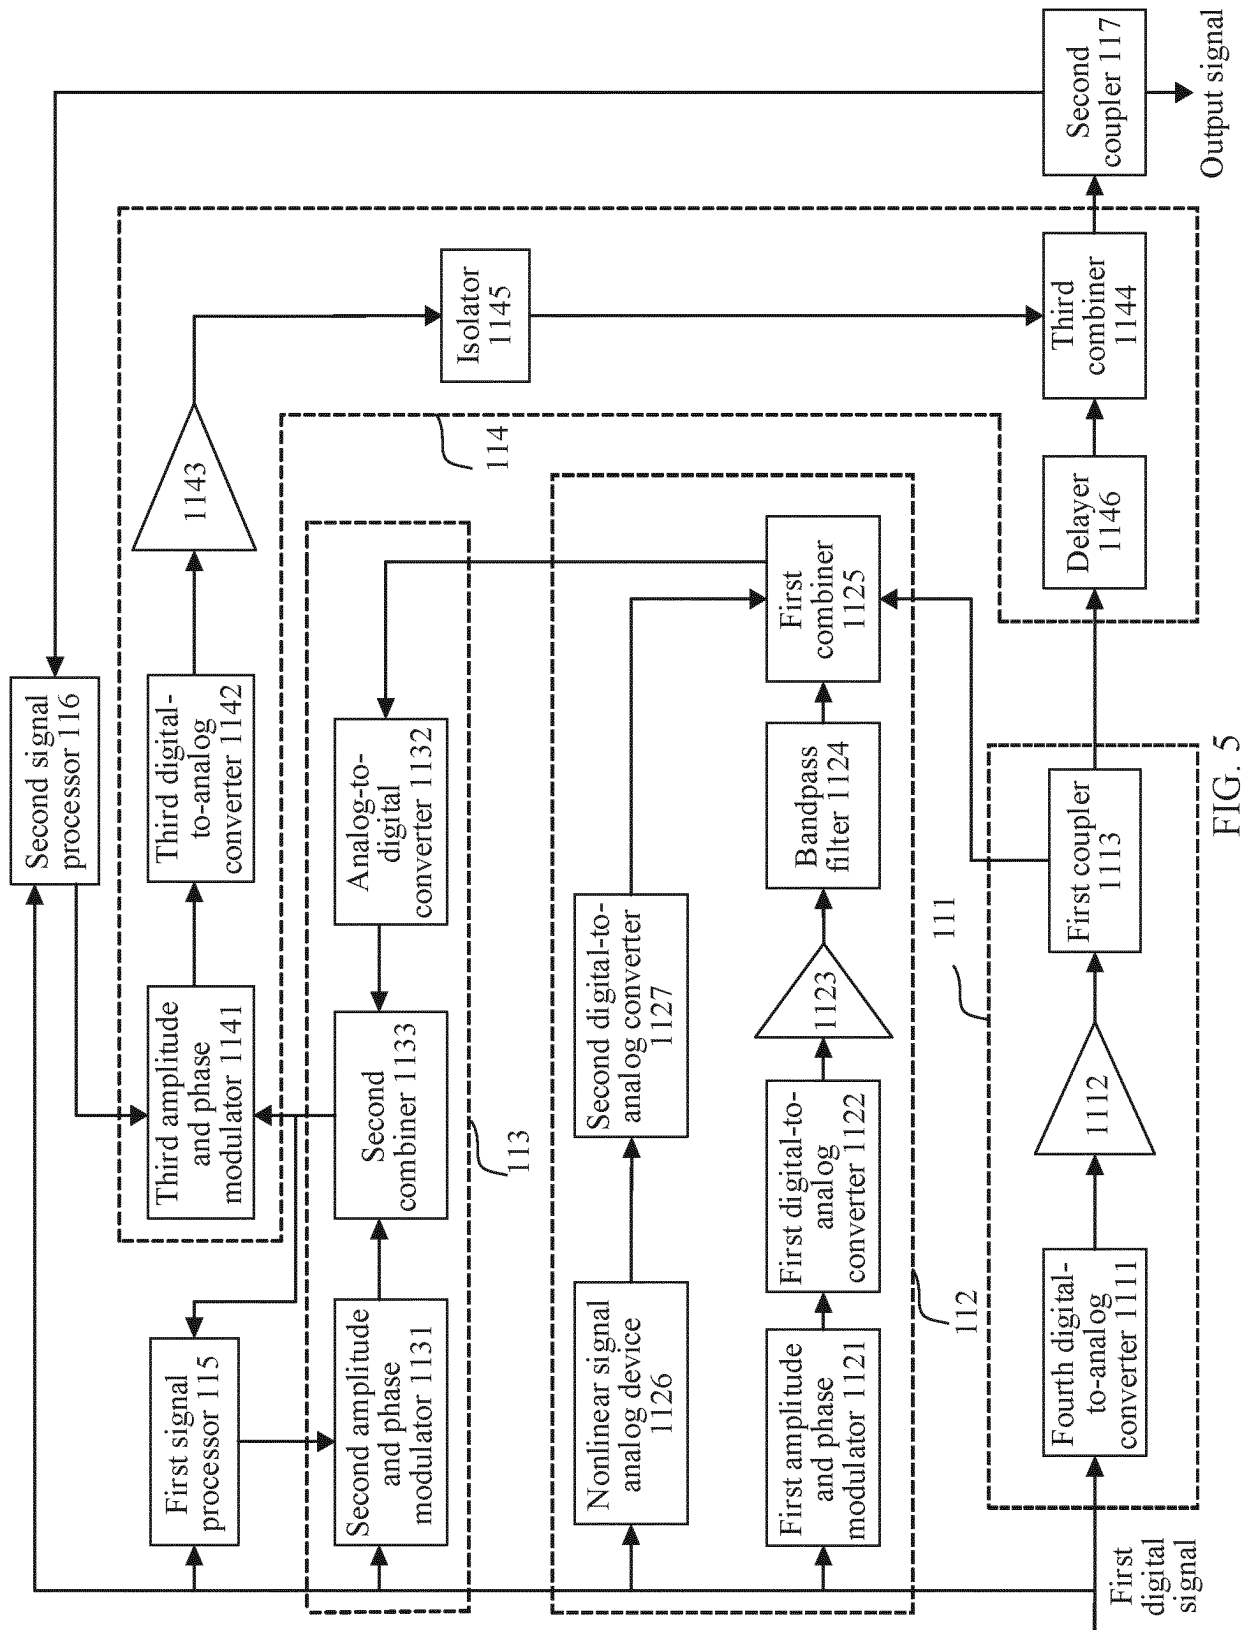 Second signal
processor 116
First signal
processor 115
Third amplitude
and phase
modulator 1141
Third digital-
to-analog
converter 1142
1143
Isolator
1145
114
Second amplitude
and phase
modulator 1131
Second
combiner 1133
Analog-to-
digital
converter 1132
113
Nonlinear signal
analog device
1126
Second digital-to-
analog converter
1127
First amplitude
and phase
modulator 1121
First digital-to-
analog
converter 1122
1123
Bandpass
filter 1124
First
combiner
1125
112
111
First
digital
signal
Fourth digital-
to-analog
converter 1111
1112
First coupler
1113
Delayer
1146
Third
combiner
1144
Second
coupler 117
Output signal
FIG. 5